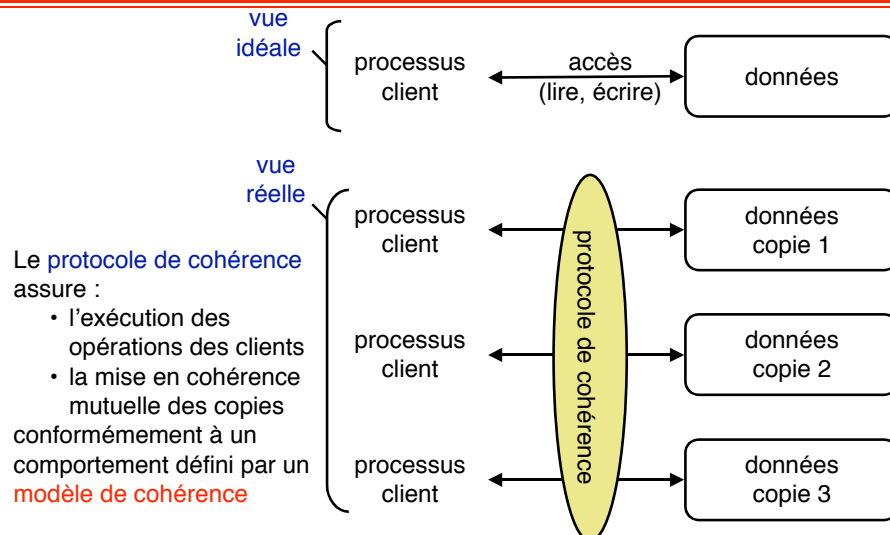 vue
idéale
processus
client
accès
(lire, écrire)
données
vue
réelle
processus
client
données
copie 1
Le protocole de cohérence
assure :
• l'exécution des
opérations des clients
• la mise en cohérence
mutuelle des copies
conformémement à un
comportement défini par un
modèle de cohérence
protocole de cohérence
processus
client
données
copie 2
processus
client
données
copie 3